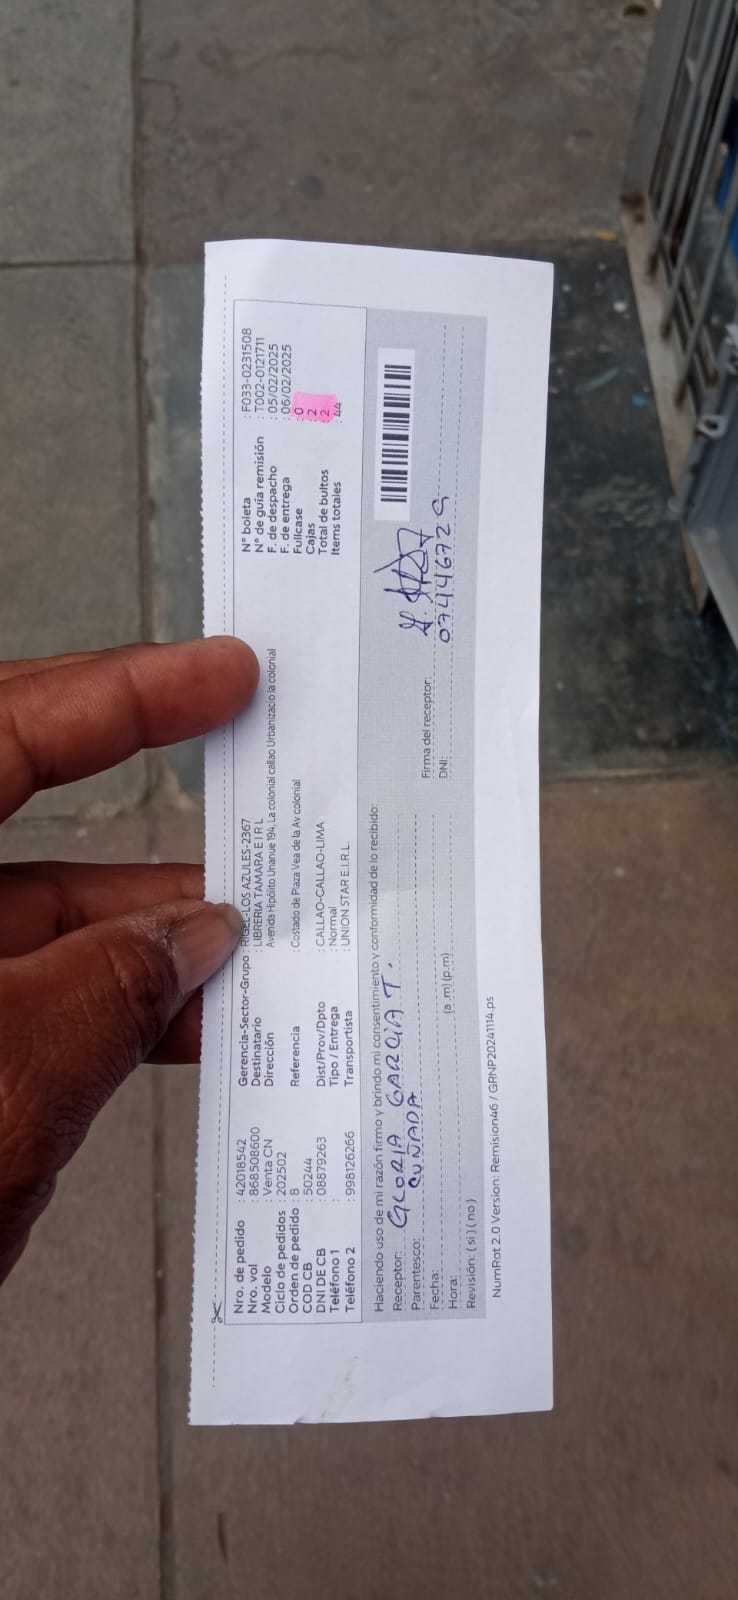 Nro. de pedido : 42018542
Nro. vol : 868508600
Modelo : Venta CN
Ciclo de pedidos : 202502
Orden de pedido : 8
COD CB : 50244
DNI DE CB : 08879263
Teléfono 1 :
Teléfono 2 : 998126266
Gerencia-Sector-Grupo : RIGEL-LOS AZULES-2367
Destinatario : LIBRERIA TAMARA E I R L
Dirección : Avenda Hipólito Unanue 194, La colonial callao Urbanizacio la colonial
Referencia : Costado de Plaza Vea de la Av colonial
Dist/Prov/Dpto : CALLAO-CALLAO-LIMA
Tipo / Entrega : Normal
Transportista : UNION STAR E.I.R.L
N° boleta : F033-0231508
N° de guía remisión : T002-0121711
F. de despacho : 05/02/2025
F. de entrega : 06/02/2025
Fullcase : 0
Cajas : 2
Total de bultos : 2
Items totales : 44
Haciendo uso de mi razón firmo y brindo mi consentimiento y conformidad de lo recibido:
Receptor: GLORIA GARCIA T.
Parentesco: CUÑADA
Fecha:
Hora: (a .m) (p.m)
Revisión: ( si ) ( no )
Firma del receptor:
DNI: 07446729
NumRot 2.0 Version: Remision46 / GRNP20241114.ps